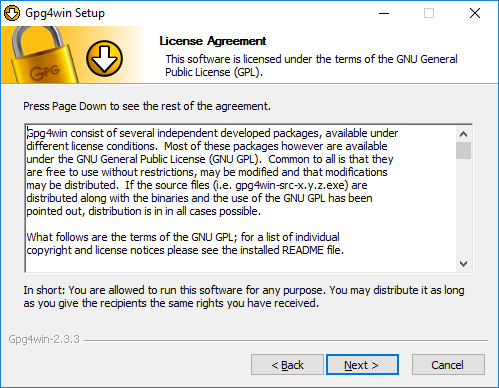 Gpg4win Setup
GPG
License Agreement
This software is licensed under the terms of the GNU General
Public License (GPL).
Press Page Down to see the rest of the agreement.
Gpg4win consist of several independent developed packages, available under
different license conditions.  Most of these packages however are available
under the GNU General Public License (GNU GPL).  Common to all is that they
are free to use without restrictions, may be modified and that modifications
may be distributed.  If the source files (i.e. gpg4win-src-x.y.z.exe) are
distributed along with the binaries and the use of the GNU GPL has been
pointed out, distribution is in in all cases possible.
What follows are the terms of the GNU GPL; for a list of individual
copyright and license notices please see the installed README file.
In short: You are allowed to run this software for any purpose. You may distribute it as long
as you give the recipients the same rights you have received.
Gpg4win-2.3.3
< Back
Next >
Cancel